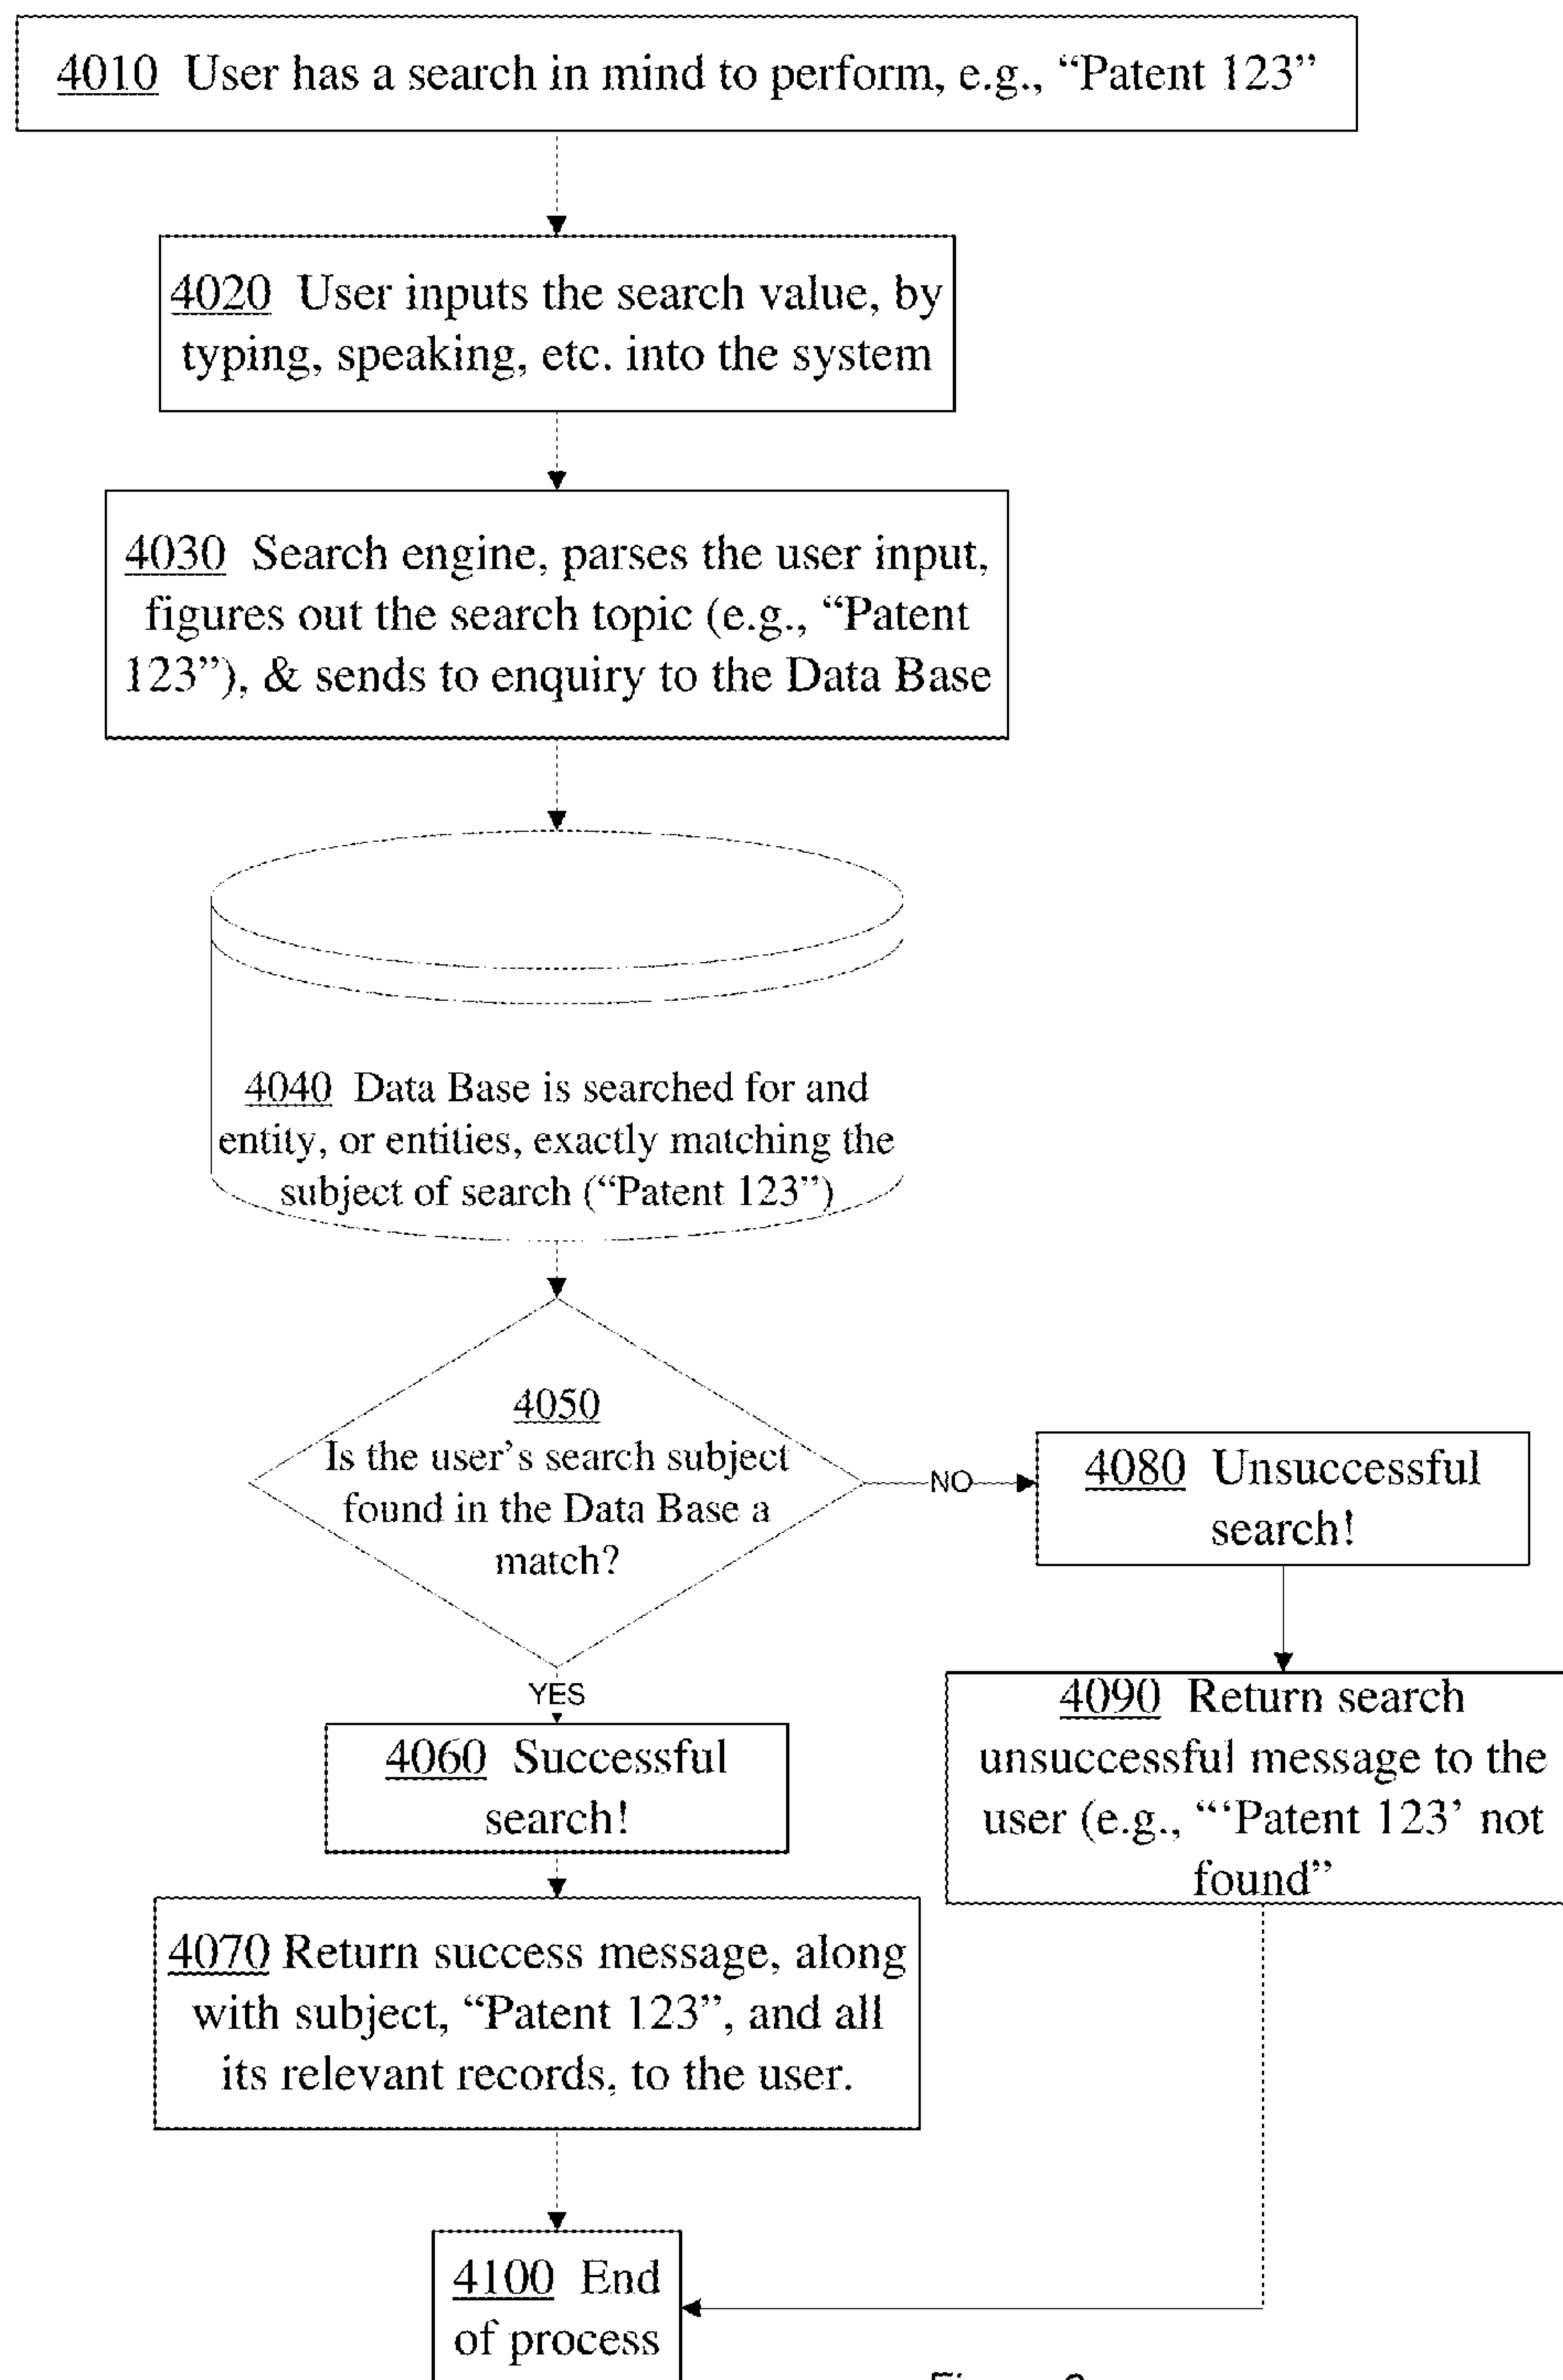 4010 User has a search in mind to perform, e.g., “Patent 123”
4020 User inputs the search value, by
typing, speaking, etc. into the system
4030 Search engine, parses the user input,
figures out the search topic (e.g., “Patent
123”), & sends to enquiry to the Data Base
4040 Data Base is searched for and
entity, or entities, exactly matching the
subject of search (“Patent 123”)
4050
Is the user’s search subject
found in the Data Base a
match?
NO
4080 Unsuccessful
search!
4090 Return search
unsuccessful message to the
user (e.g., “‘Patent 123’ not
found”
YES
4060 Successful
search!
4070 Return success message, along
with subject, “Patent 123”, and all
its relevant records, to the user.
4100 End
of process